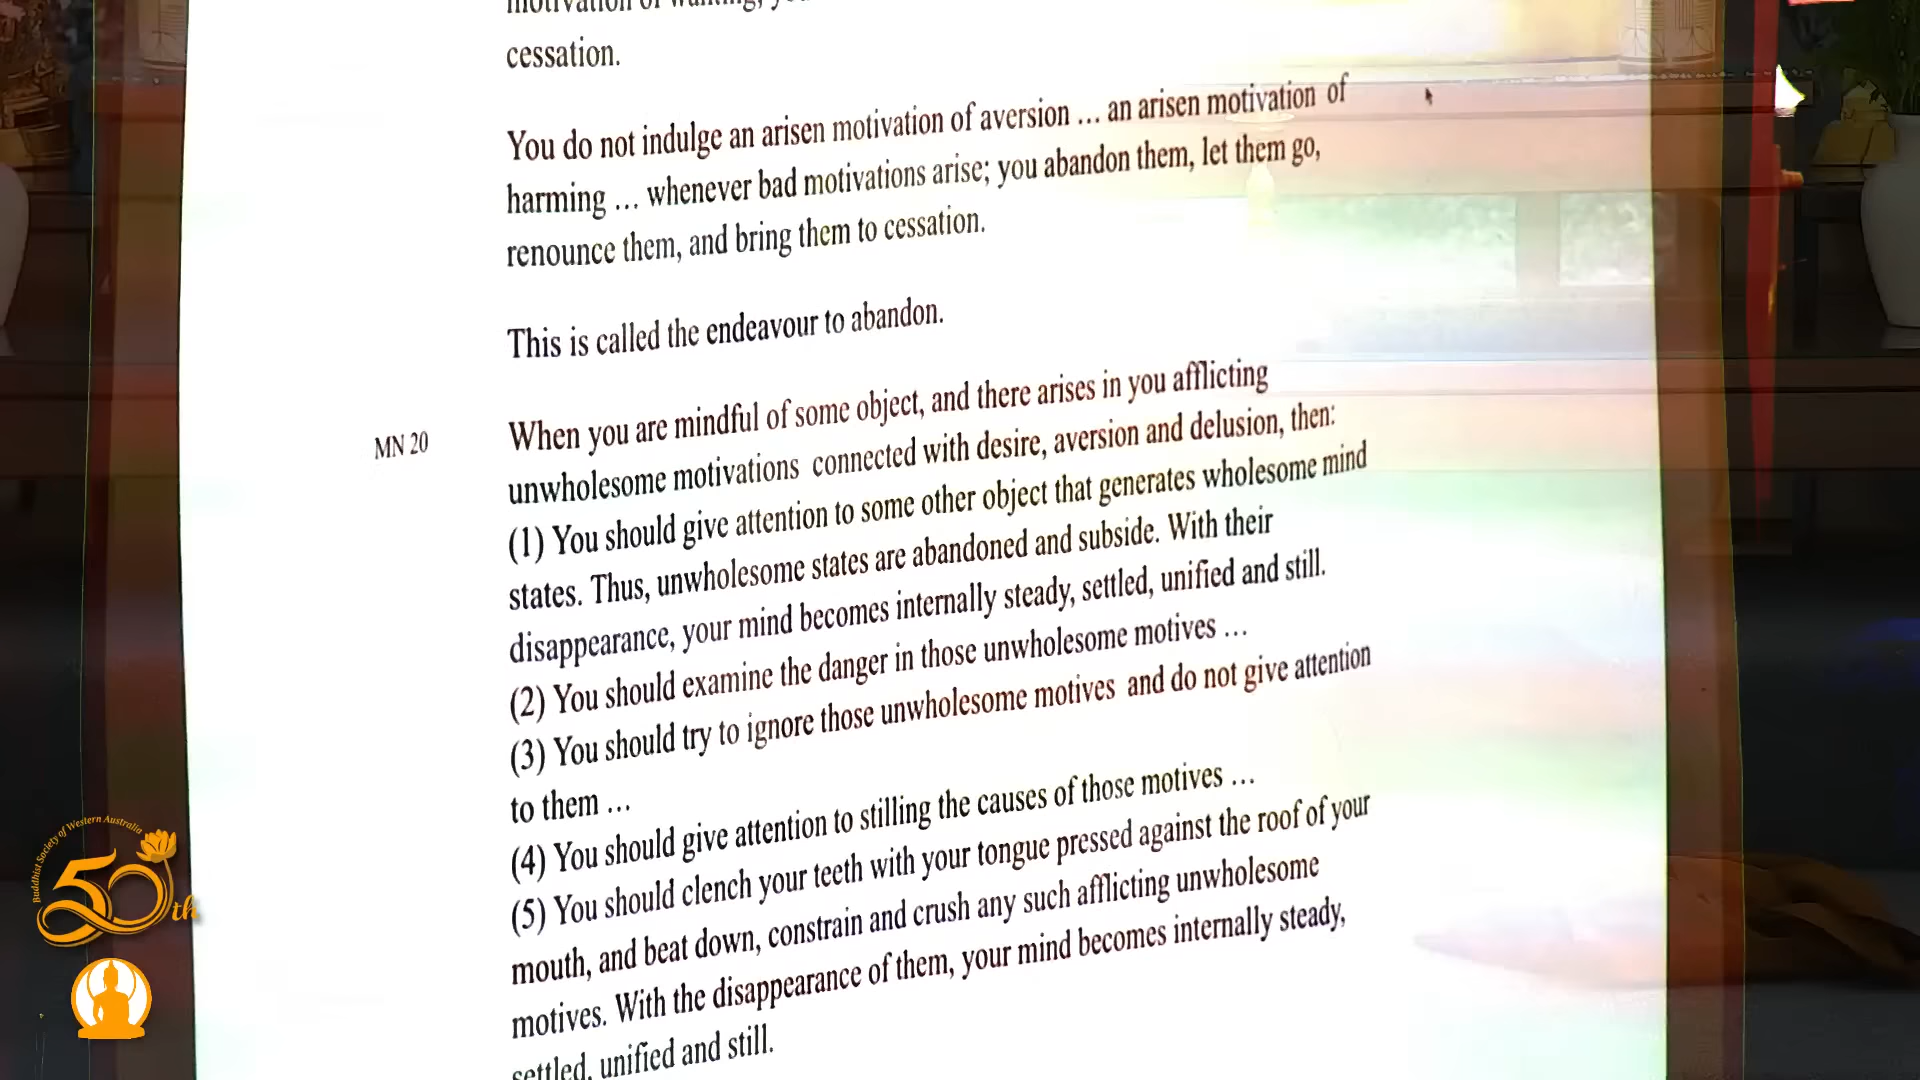 cessation.
You do not indulge an arisen motivation of aversion … an arisen motivation of
harming … whenever bad motivations arise; you abandon them, let them go,
renounce them, and bring them to cessation.
This is called the endeavour to abandon.
MN 20
When you are mindful of some object, and there arises in you afflicting
unwholesome motivations connected with desire, aversion and delusion, then:
(1) You should give attention to some other object that generates wholesome mind
states. Thus, unwholesome states are abandoned and subside. With their
disappearance, your mind becomes internally steady, settled, unified and still.
(2) You should examine the danger in those unwholesome motives …
(3) You should try to ignore those unwholesome motives and do not give attention
to them …
(4) You should give attention to stilling the causes of those motives …
(5) You should clench your teeth with your tongue pressed against the roof of your
mouth, and beat down, constrain and crush any such afflicting unwholesome
motives. With the disappearance of them, your mind becomes internally steady,
settled, unified and still.
Buddhist Society of Western Australia
50th